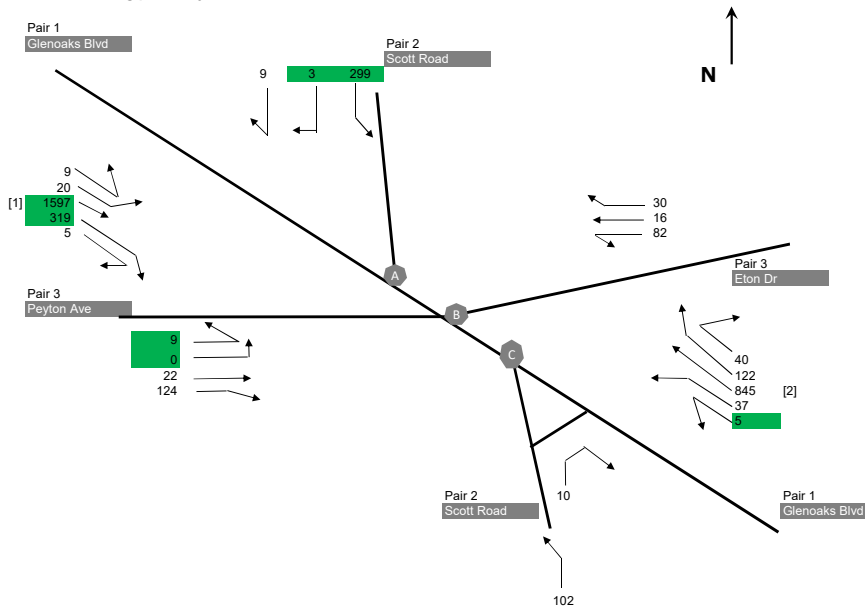 Pair 1
Glenoaks Blvd
Pair 2
Scott Road
9 3 299
N
9
20
[1] 1597
319
5
30
16
82
A
Pair 3
Eton Dr
Pair 3
Peyton Ave
B
9
0
22
124
C
40
122
845 [2]
37
5
10
Pair 2
Scott Road
Pair 1
Glenoaks Blvd
102